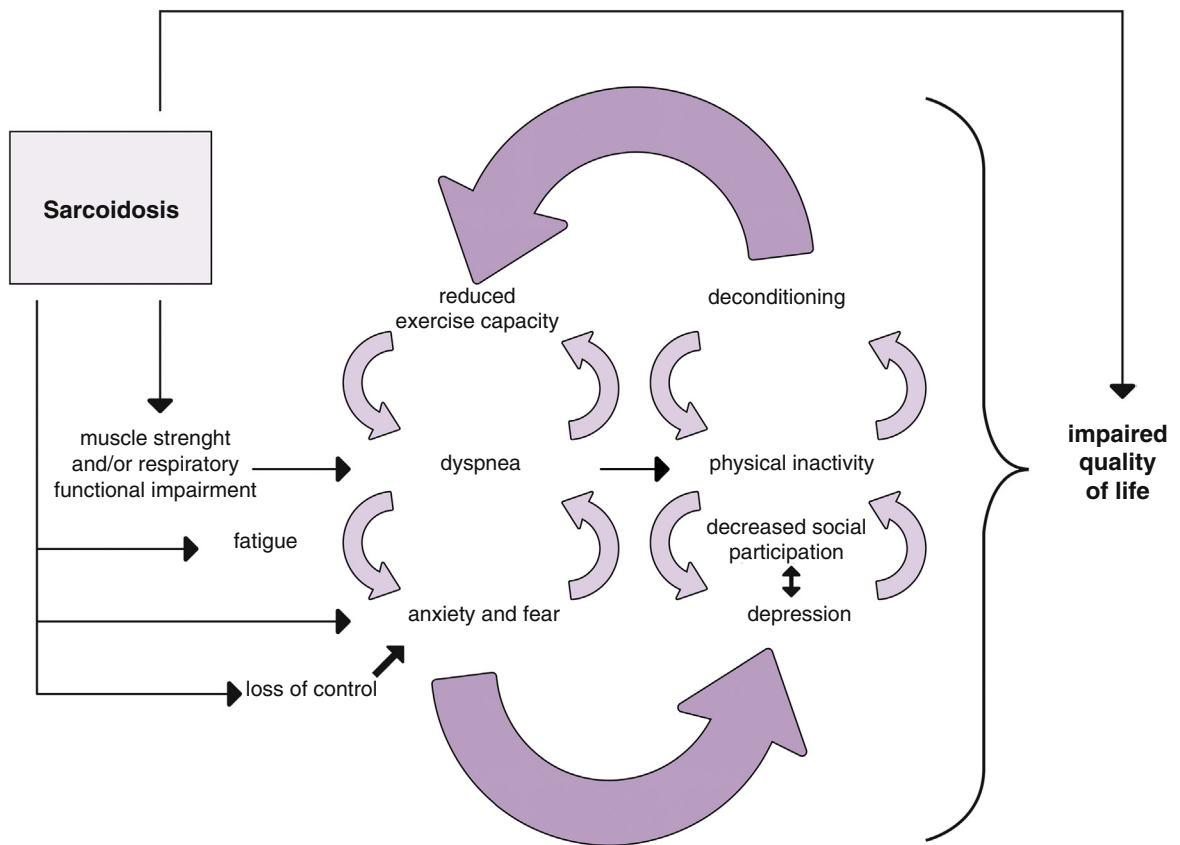 Sarcoidosis
reduced
exercise capacity
deconditioning
muscle strenght
and/or respiratory
functional impairment
dyspnea
physical inactivity
impaired
quality
of life
fatigue
decreased social
participation
anxiety and fear
depression
loss of control